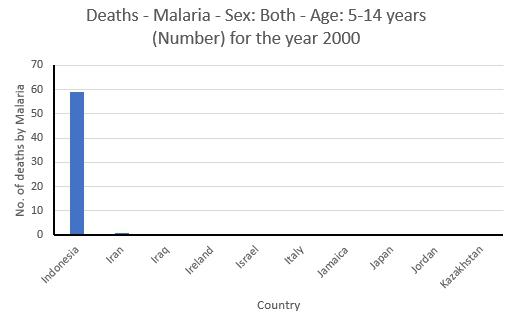 Deaths - Malaria - Sex: Both - Age: 5-14 years
(Number) for the year 2000
No. of deaths by Malaria
70
60
50
40
30
20
10
0
Indonesia
Iran
Iraq
Ireland
Israel
Italy
Jamaica
Japan
Jordan
Kazakhstan
Country